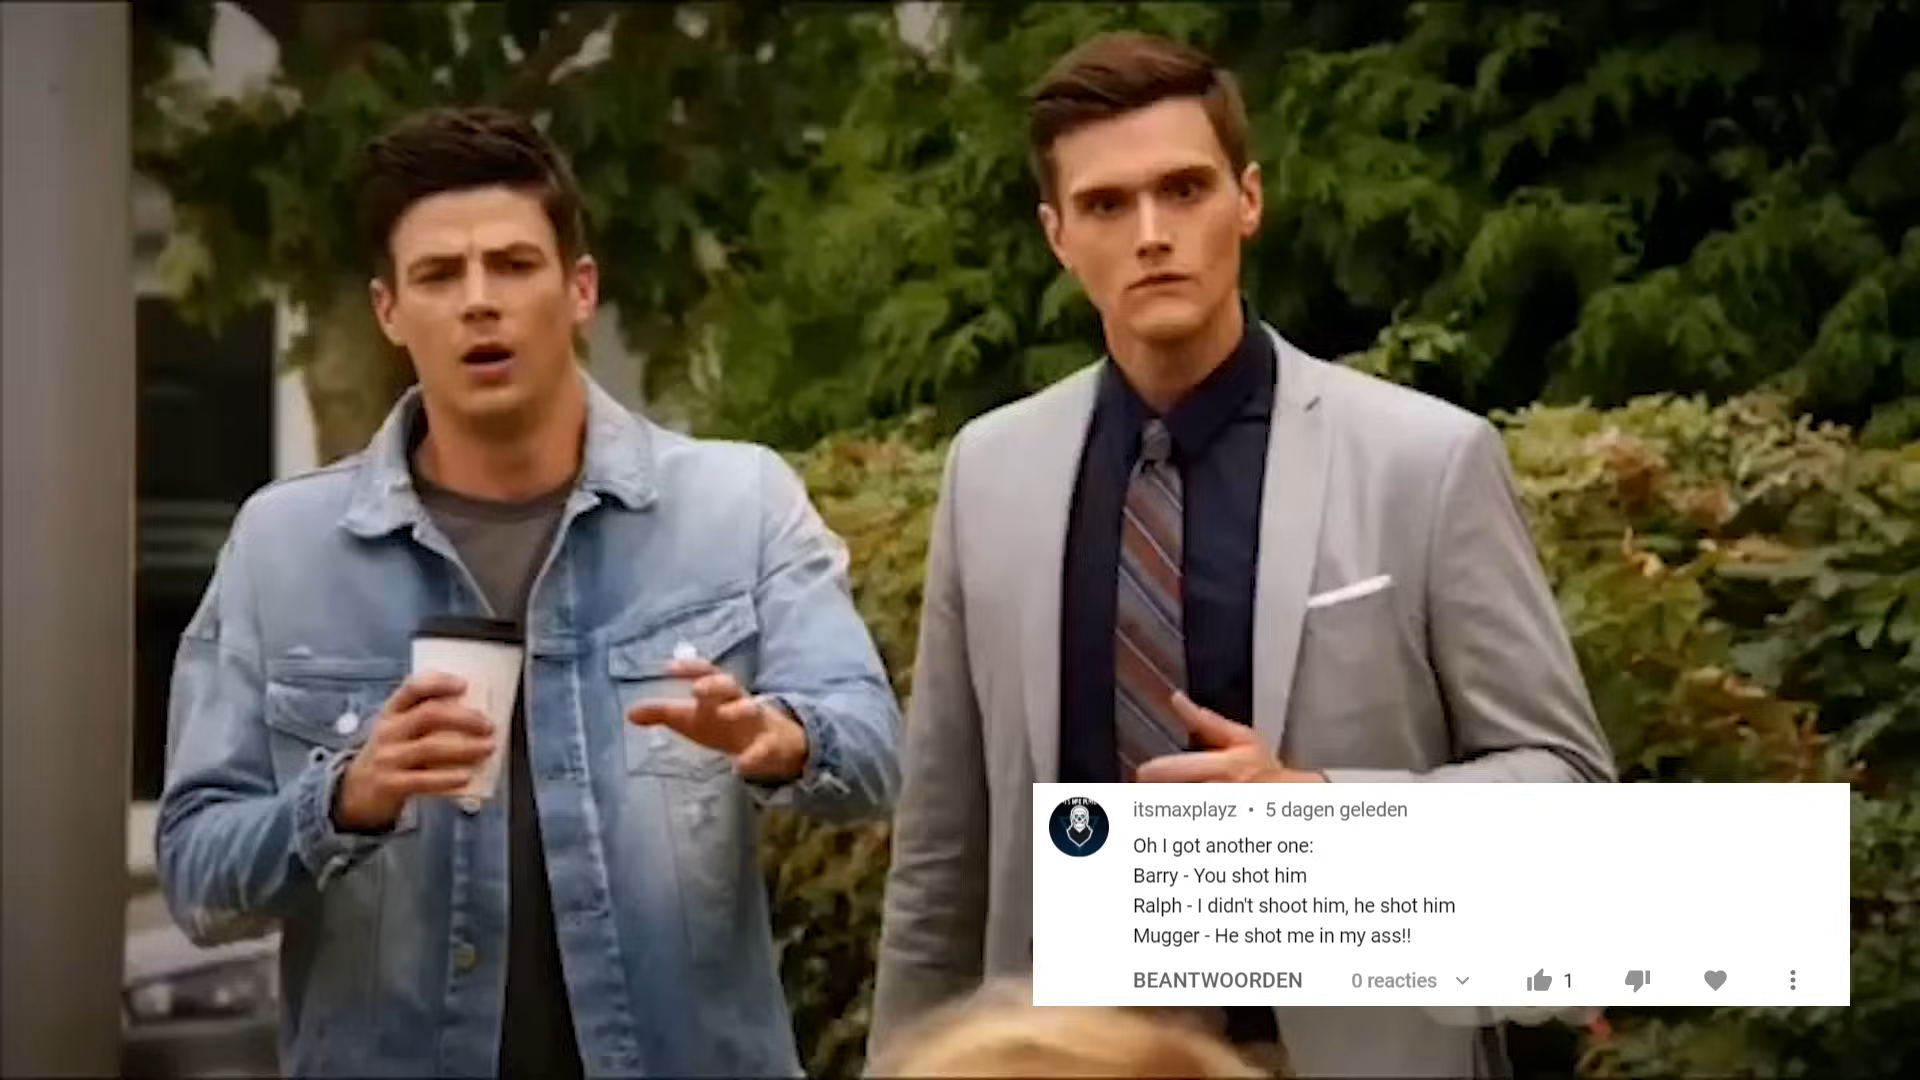 itsmaxplayz • 5 dagen geleden
Oh I got another one:
Barry - You shot him
Ralph - I didn't shoot him, he shot him
Mugger - He shot me in my ass!!
BEANTWOORDEN 0 reacties 1